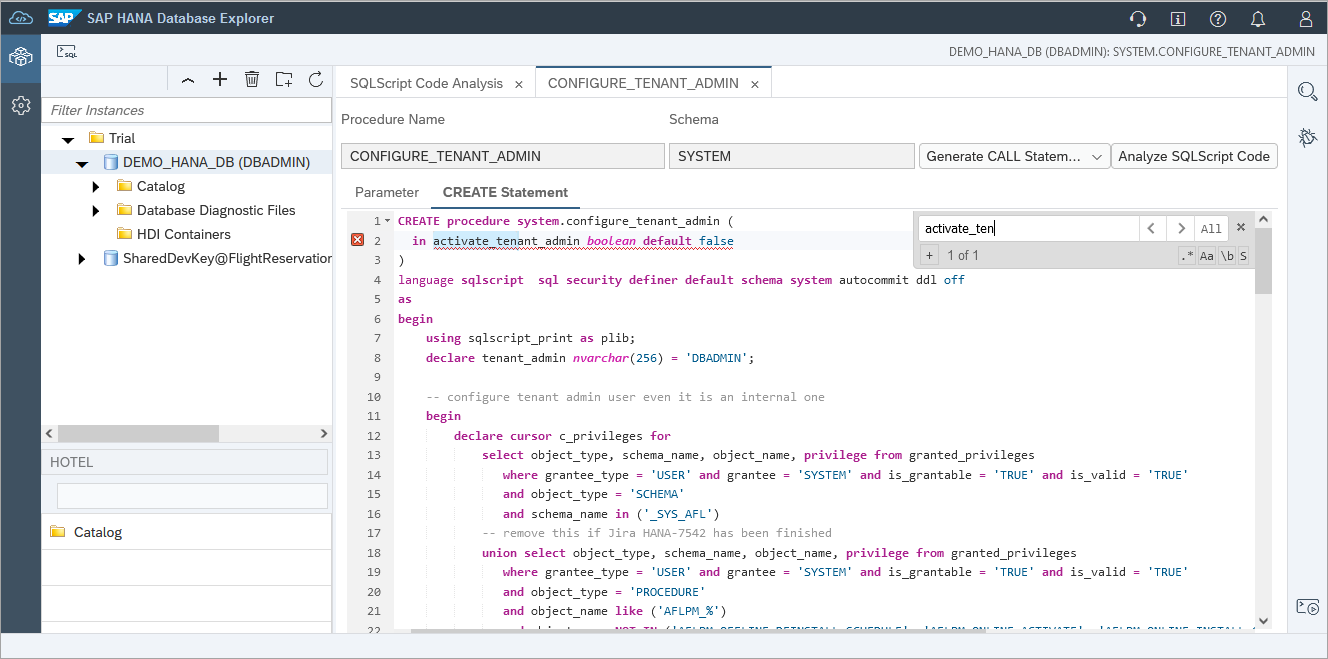 SAP SAP HANA Database Explorer
SQL
DEMO_HANA_DB (DBADMIN): SYSTEM.CONFIGURE_TENANT_ADMIN
Filter Instances
Trial
DEMO_HANA_DB (DBADMIN)
Catalog
Database Diagnostic Files
HDI Containers
SharedDevKey@FlightReservation
HOTEL
Catalog
SQLScript Code Analysis ×
CONFIGURE_TENANT_ADMIN ×
Procedure Name Schema
CONFIGURE_TENANT_ADMIN SYSTEM Generate CALL Statem... Analyze SQLScript Code
Parameter CREATE Statement
activate_ten All ×
+ 1 of 1 .* Aa \b S
1 CREATE procedure system.configure_tenant_admin (
2 in activate_tenant_admin boolean default false
3 )
4 language sqlscript sql security definer default schema system autocommit ddl off
5 as
6 begin
7 using sqlscript_print as plib;
8 declare tenant_admin nvarchar(256) = 'DBADMIN';
9
10 -- configure tenant admin user even it is an internal one
11 begin
12 declare cursor c_privileges for
13 select object_type, schema_name, object_name, privilege from granted_privileges
14 where grantee_type = 'USER' and grantee = 'SYSTEM' and is_grantable = 'TRUE' and is_valid = 'TRUE'
15 and object_type = 'SCHEMA'
16 and schema_name in ('_SYS_AFL')
17 -- remove this if Jira HANA-7542 has been finished
18 union select object_type, schema_name, object_name, privilege from granted_privileges
19 where grantee_type = 'USER' and grantee = 'SYSTEM' and is_grantable = 'TRUE' and is_valid = 'TRUE'
20 and object_type = 'PROCEDURE'
21 and object_name like ('AFLPM_%')
22